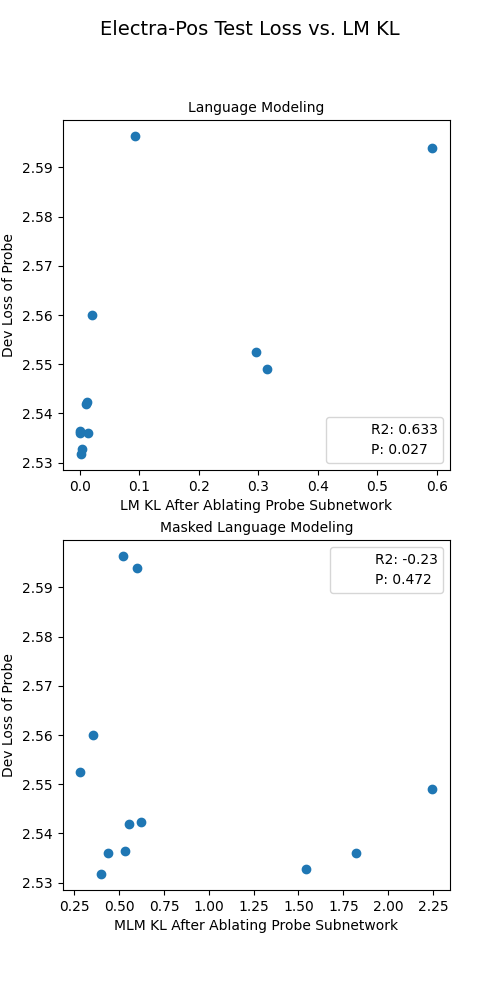 Electra-Pos Test Loss vs. LM KL
Language Modeling
2.59
2.58
2.57
2.56
2.55
2.54
2.53
Dev Loss of Probe
R2: 0.633
P: 0.027
0.0 0.1 0.2 0.3 0.4 0.5 0.6
LM KL After Ablating Probe Subnetwork
Masked Language Modeling
R2: -0.23
P: 0.472
2.59
2.58
2.57
2.56
2.55
2.54
2.53
Dev Loss of Probe
0.25 0.50 0.75 1.00 1.25 1.50 1.75 2.00 2.25
MLM KL After Ablating Probe Subnetwork